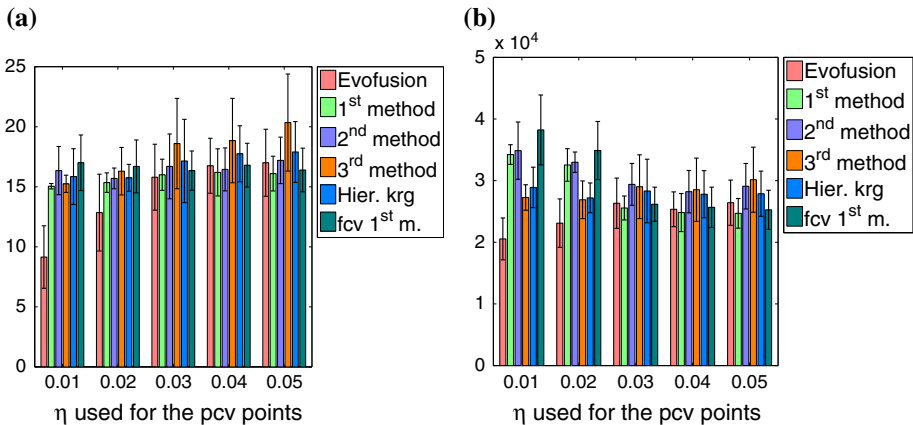 (a)
25
20
15
10
5
0
0.01 0.02 0.03 0.04 0.05
η used for the pcv points
Evofusion
1st method
2nd method
3rd method
Hier. krg
fcv 1st m.
(b)
x 10^4
5
4
3
2
1
0
0.01 0.02 0.03 0.04 0.05
η used for the pcv points
Evofusion
1st method
2nd method
3rd method
Hier. krg
fcv 1st m.